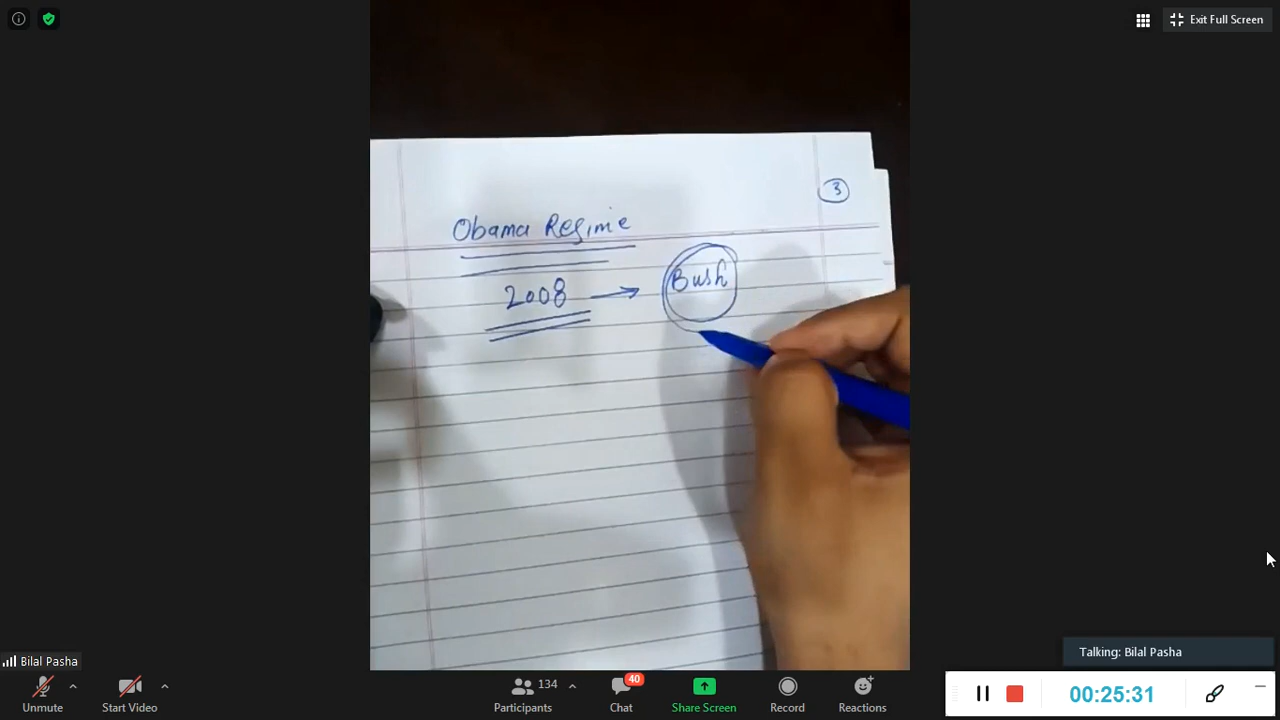 Exit Full Screen
3
Obama Regime
2008 → Bush
Bilal Pasha
Talking: Bilal Pasha
Unmute
Start Video
134
Participants
40
Chat
Share Screen
Record
Reactions
00:25:31